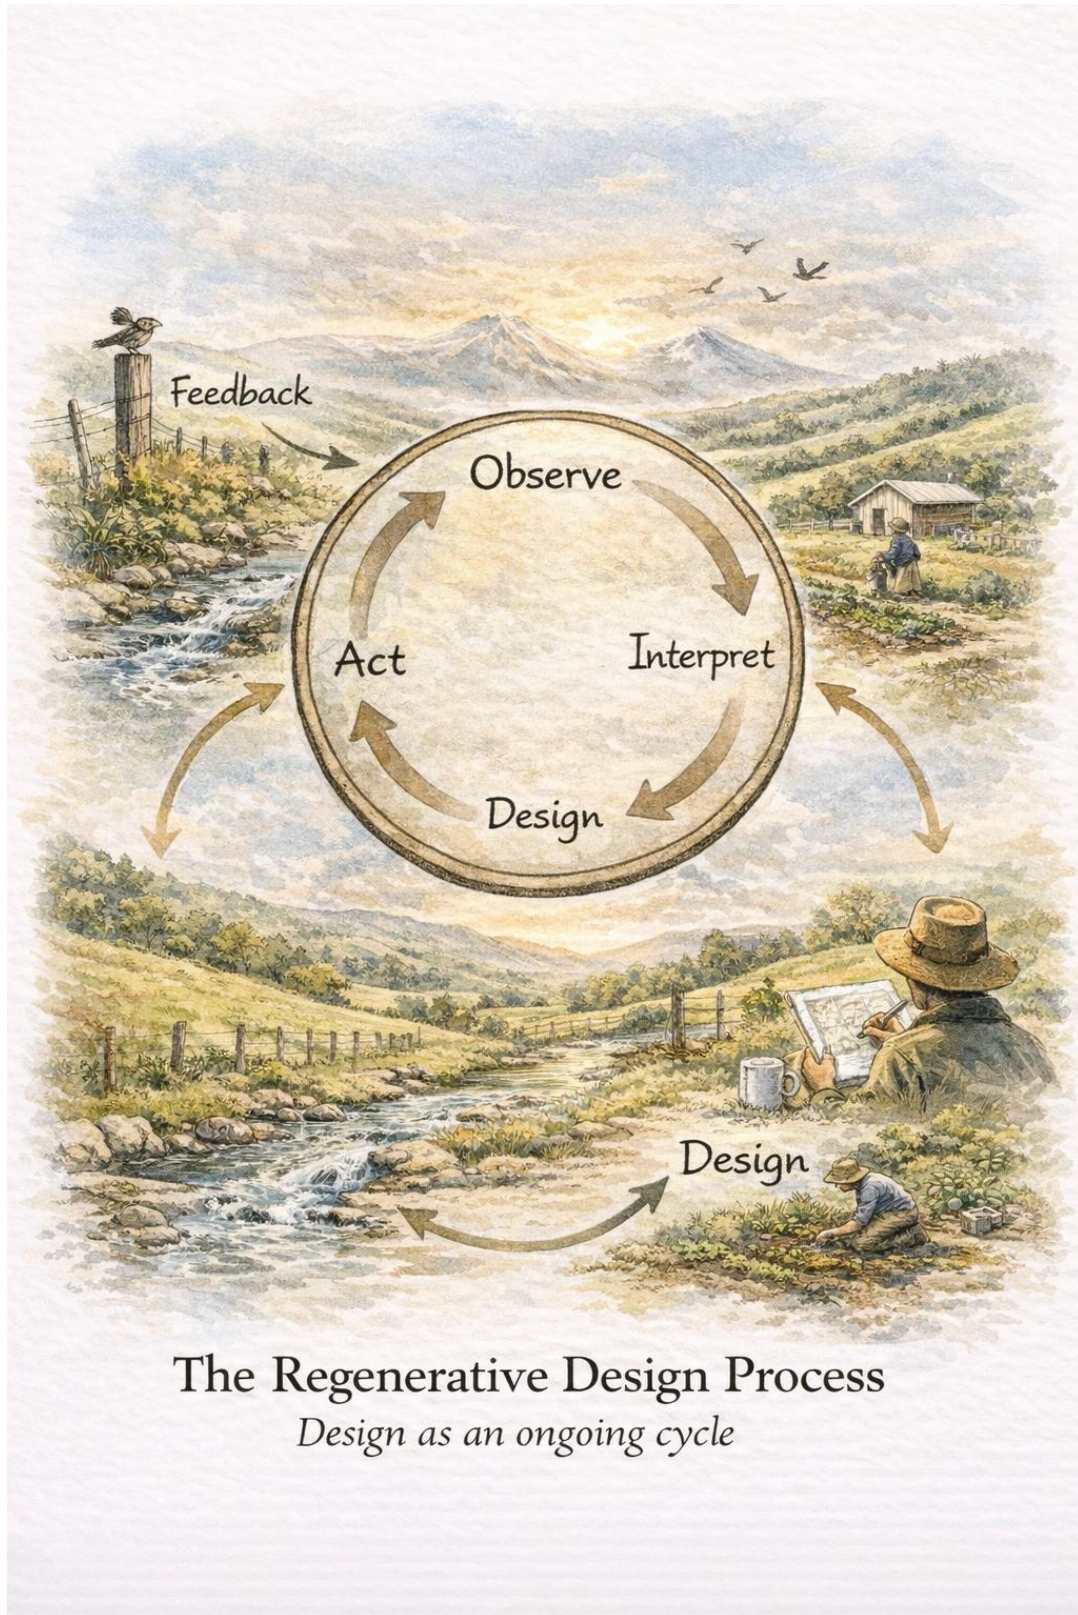 Feedback
Observe
Act
Interpret
Design
Design
The Regenerative Design Process
Design as an ongoing cycle